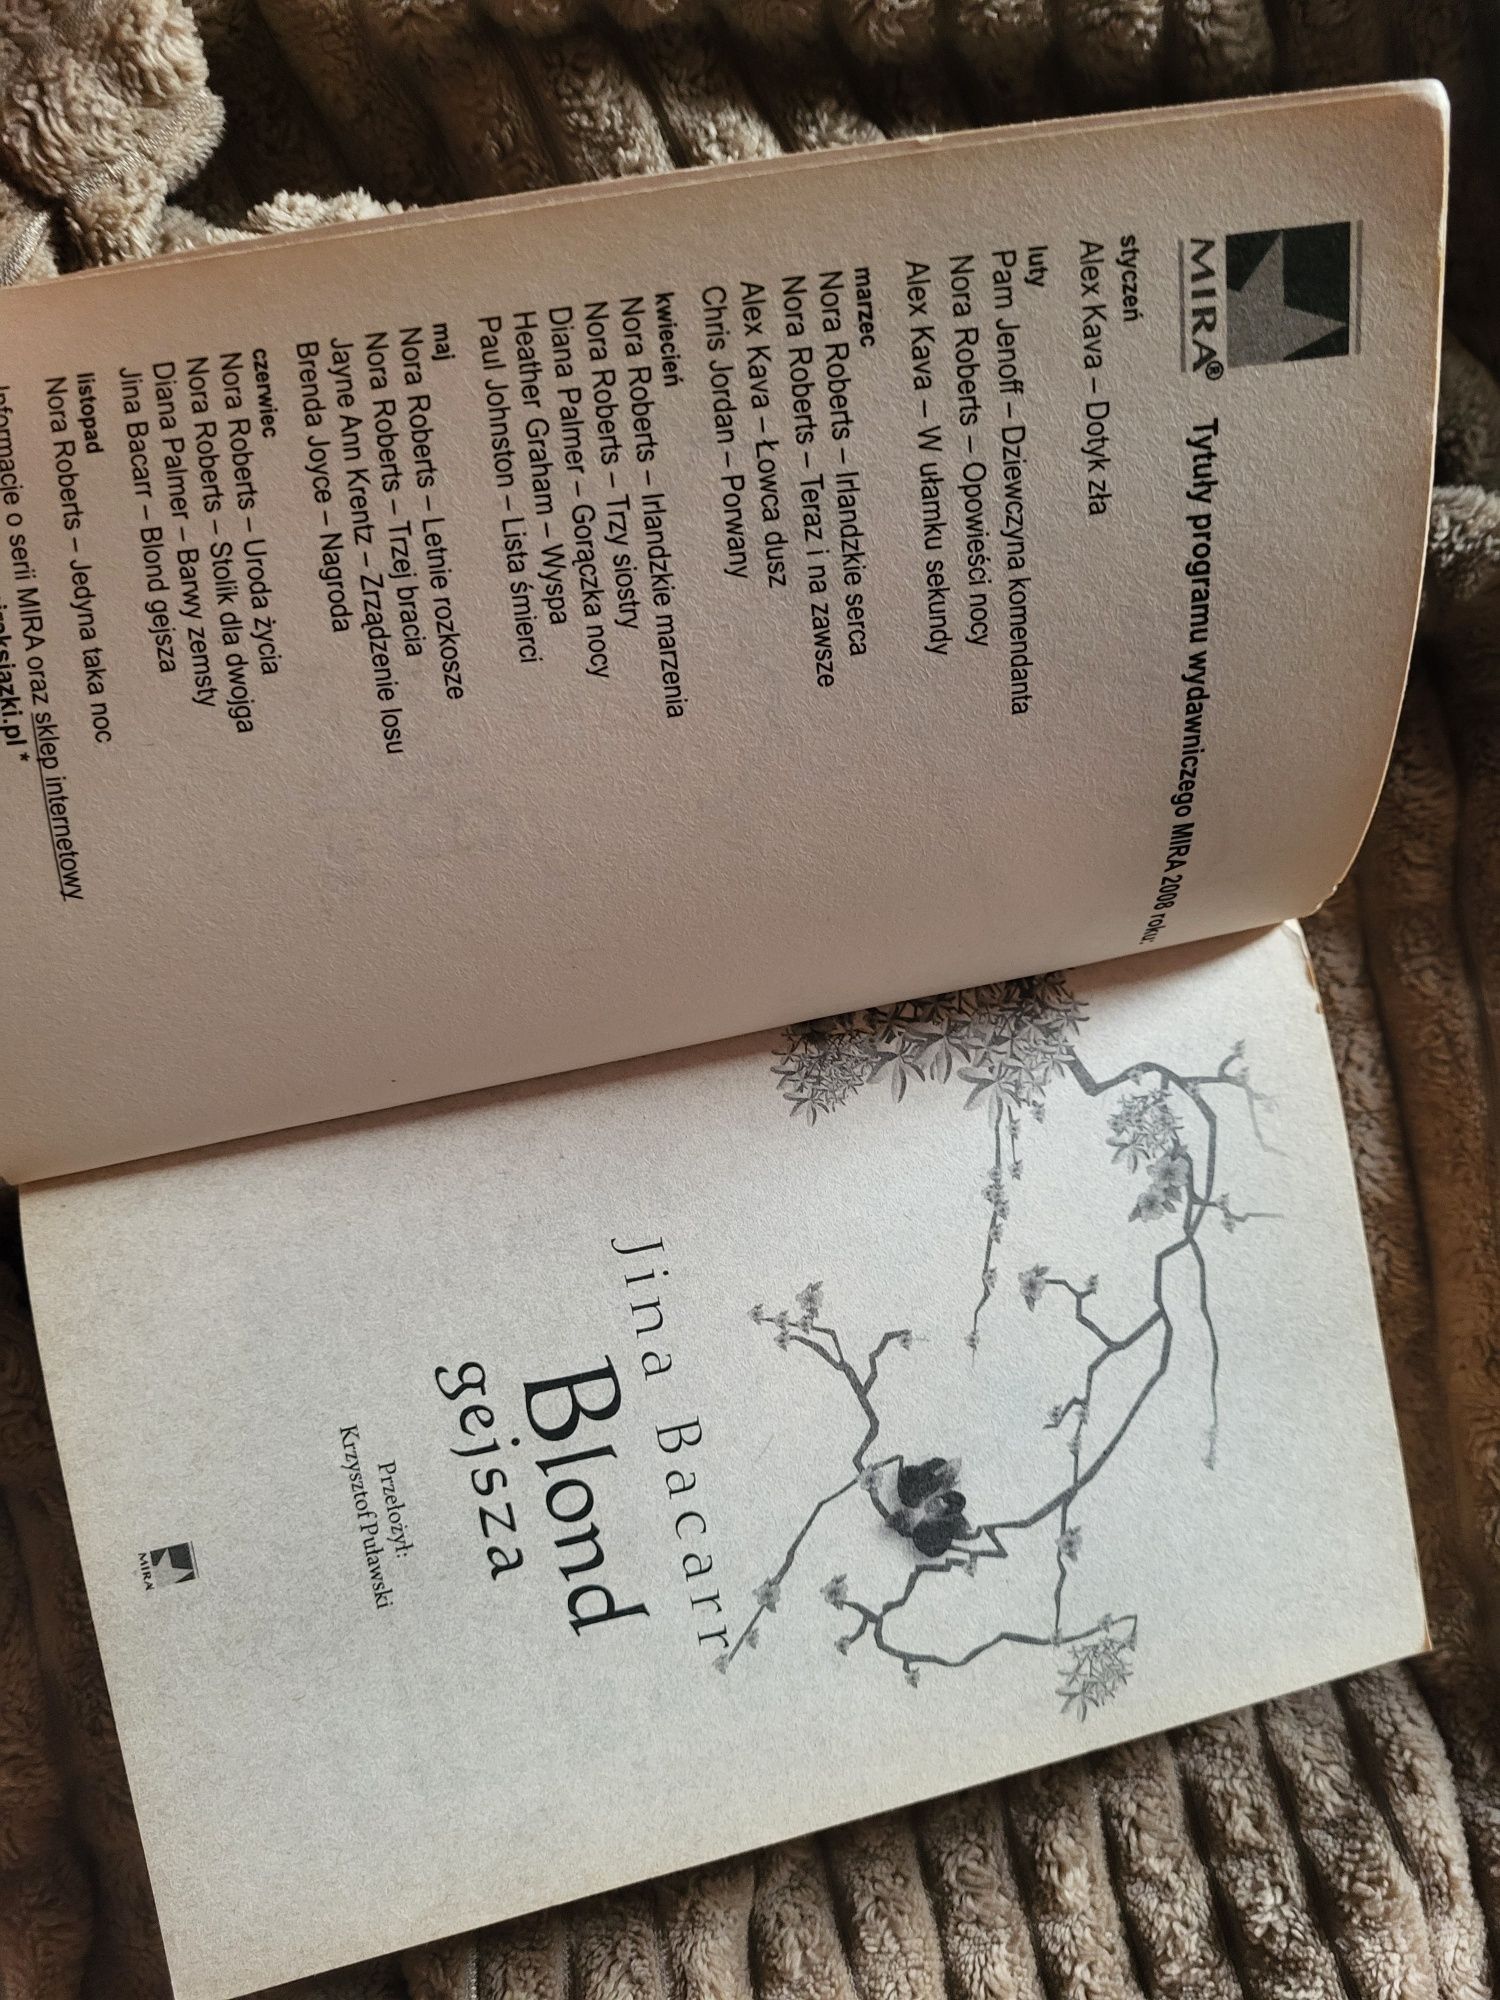 MIRA® Tytuły programu wydawniczego MIRA 2008 roku:
styczeń
Alex Kava – Dotyk zła
luty
Pam Jenoff – Dziewczyna komendanta
Nora Roberts – Opowieści nocy
Alex Kava – W ułamku sekundy
marzec
Nora Roberts – Irlandzkie serca
Nora Roberts – Teraz i na zawsze
Alex Kava – Łowca dusz
Chris Jordan – Porwany
kwiecień
Nora Roberts – Irlandzkie marzenia
Nora Roberts – Trzy siostry
Diana Palmer – Gorączka nocy
Heather Graham – Wyspa
Paul Johnston – Lista śmierci
maj
Nora Roberts – Letnie rozkosze
Nora Roberts – Trzej bracia
Jayne Ann Krentz – Zrządzenie losu
Brenda Joyce – Nagroda
czerwiec
Nora Roberts – Uroda życia
Nora Roberts – Stolik dla dwojga
Diana Palmer – Barwy zemsty
Jina Bacarr – Blond gejsza
listopad
Nora Roberts – Jedyna taka noc
Informacje o serii MIRA oraz sklep internetowy
Jina Bacarr
Blond
gejsza
Przełożył:
Krzysztof Puławski
MIRA